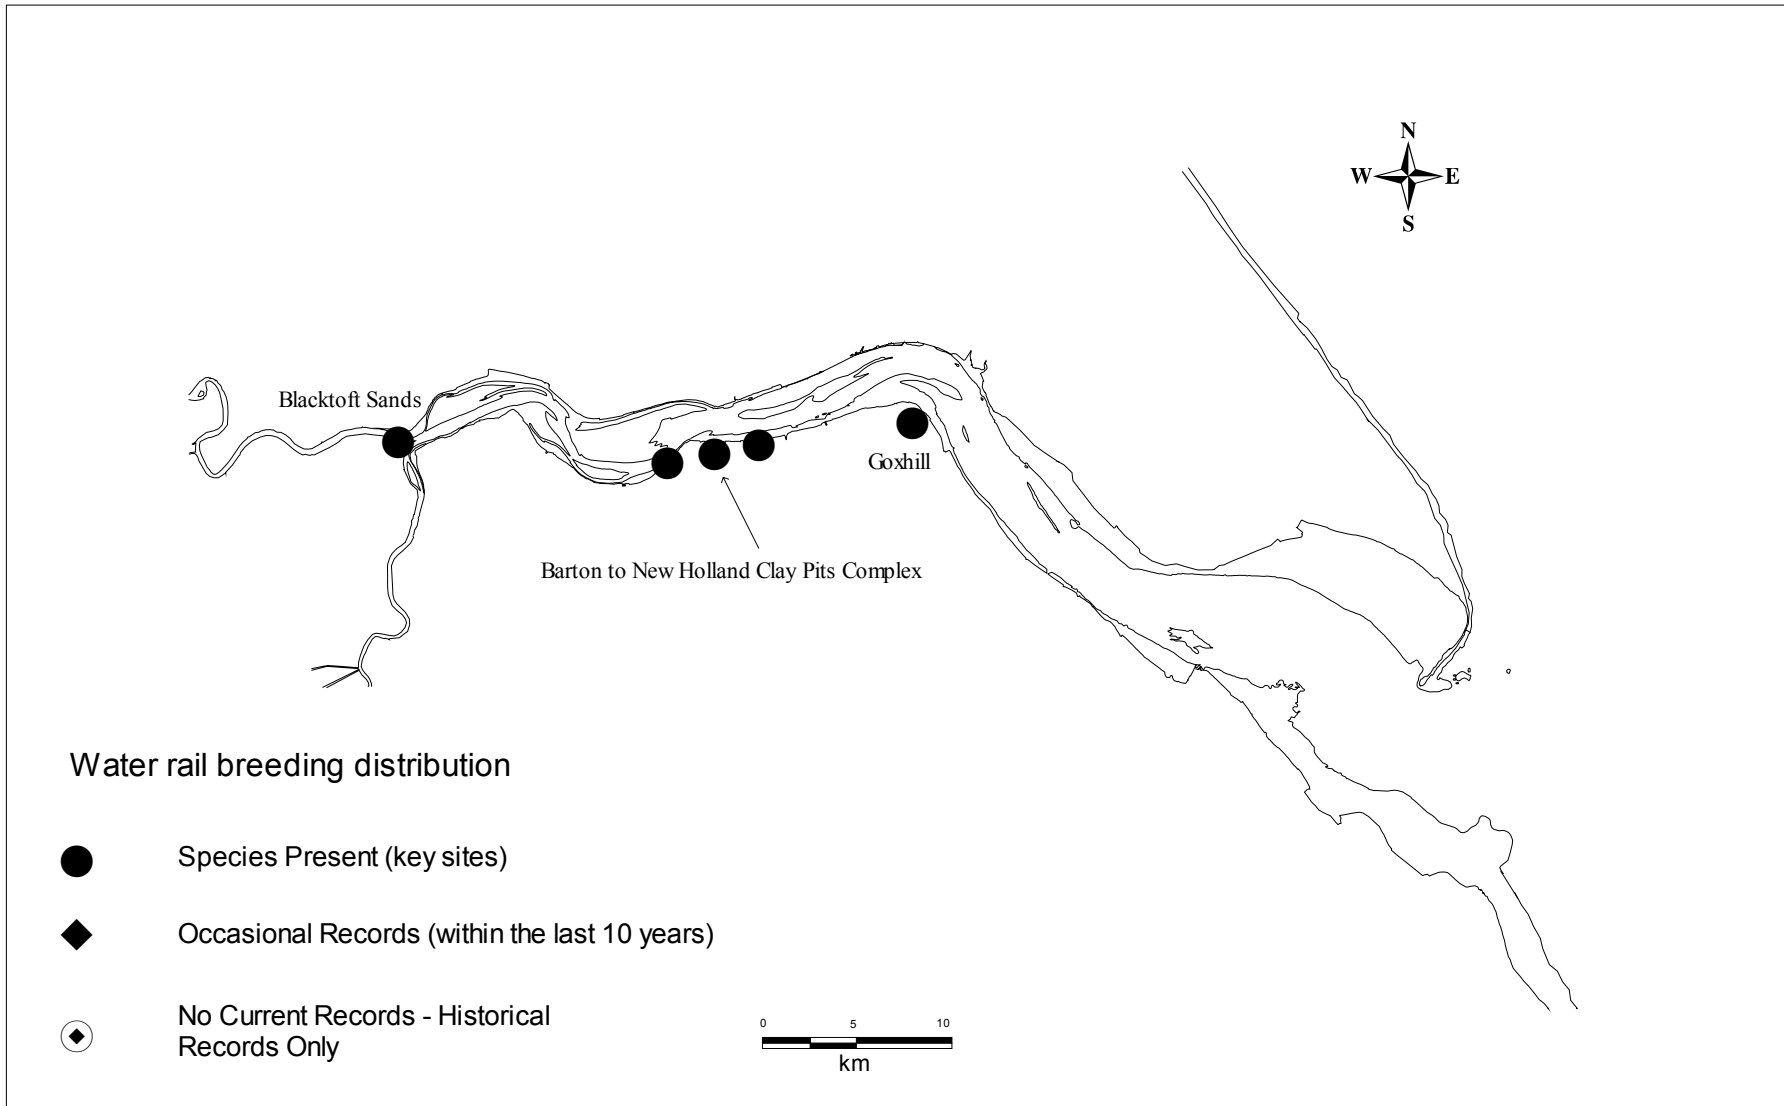 N
W E
S
Blacktoft Sands
Goxhill
Barton to New Holland Clay Pits Complex
Water rail breeding distribution
Species Present (key sites)
Occasional Records (within the last 10 years)
No Current Records - Historical
Records Only
0 5 10
km